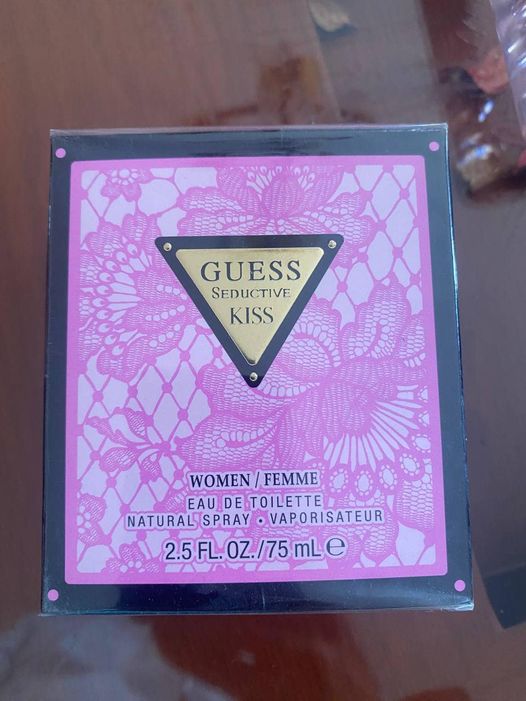 GUESS
SEDUCTIVE
KISS
WOMEN / FEMME
EAU DE TOILETTE
NATURAL SPRAY • VAPORISATEUR
2.5 FL. OZ./75 mL ℮